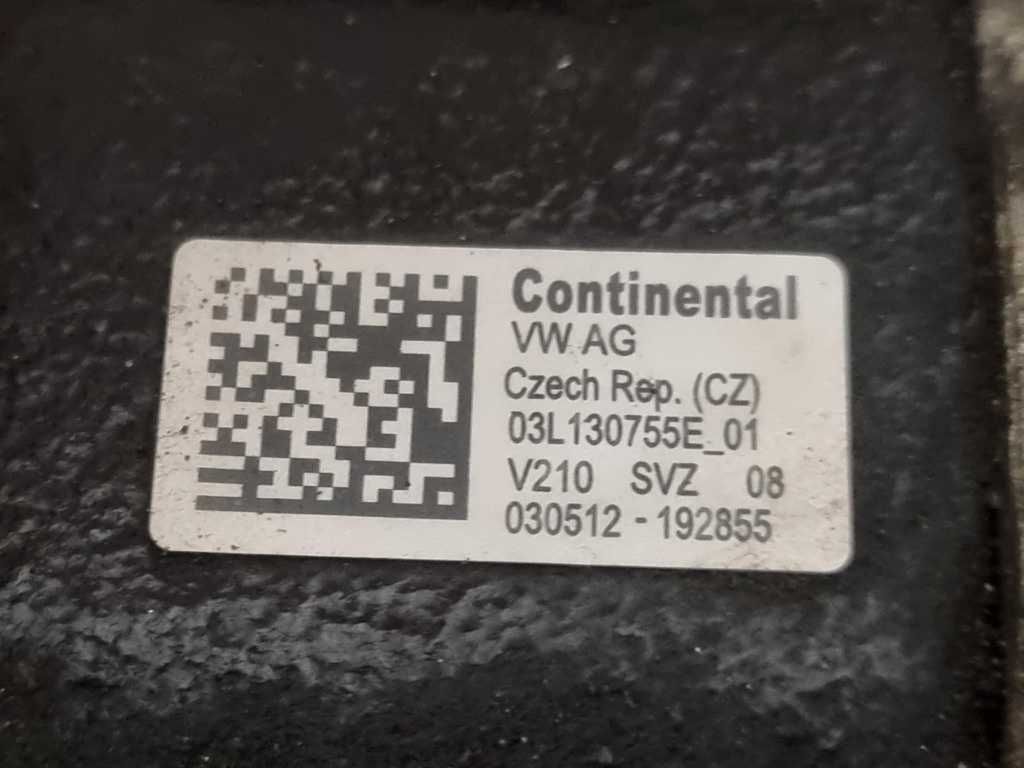 Continental
VW AG
Czech Rep. (CZ)
03L130755E_01
V210 SVZ 08
030512 - 192855